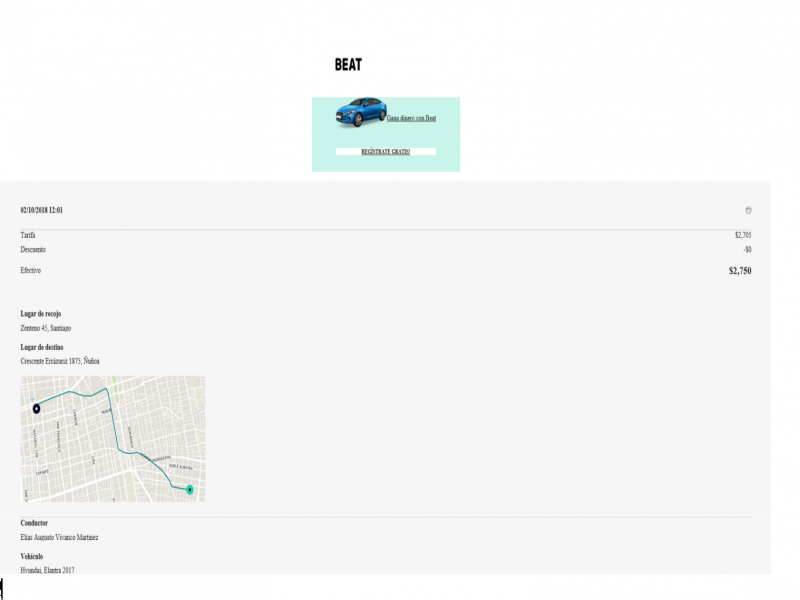 BEAT
Gana dinero con Beat
REGÍSTRATE GRATIS!
02/10/2018 12:01
Tarifa $2,705
Descuento -$0
Efectivo $2,750
Lugar de recojo
Zenteno 45, Santiago
Lugar de destino
Crescente Errázuriz 1875, Ñuñoa
Conductor
Elías Augusto Vivanco Martinez
Vehículo
Hyundai, Elantra 2017